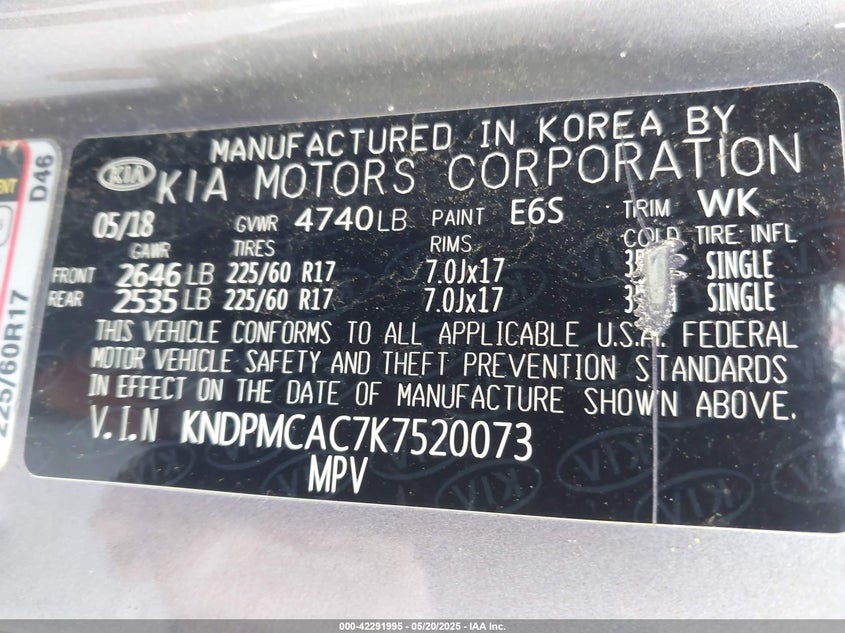 MANUFACTURED IN KOREA BY
KIA KIA MOTORS CORPORATION
05/18 GVWR 4740LB PAINT E6S TRIM WK
GAWR TIRES RIMS COLD TIRE INFL
FRONT 2646 LB 225/60 R17 7.0Jx17 SINGLE
REAR 2535 LB 225/60 R17 7.0Jx17 SINGLE
THIS VEHICLE CONFORMS TO ALL APPLICABLE U.S.A. FEDERAL
MOTOR VEHICLE SAFETY AND THEFT PREVENTION STANDARDS
IN EFFECT ON THE DATE OF MANUFACTURE SHOWN ABOVE.
V.I.N KNDPMCAC7K7520073
MPV
D46
225/60R17
000-42291995 — 05/20/2025 — IAA Inc.